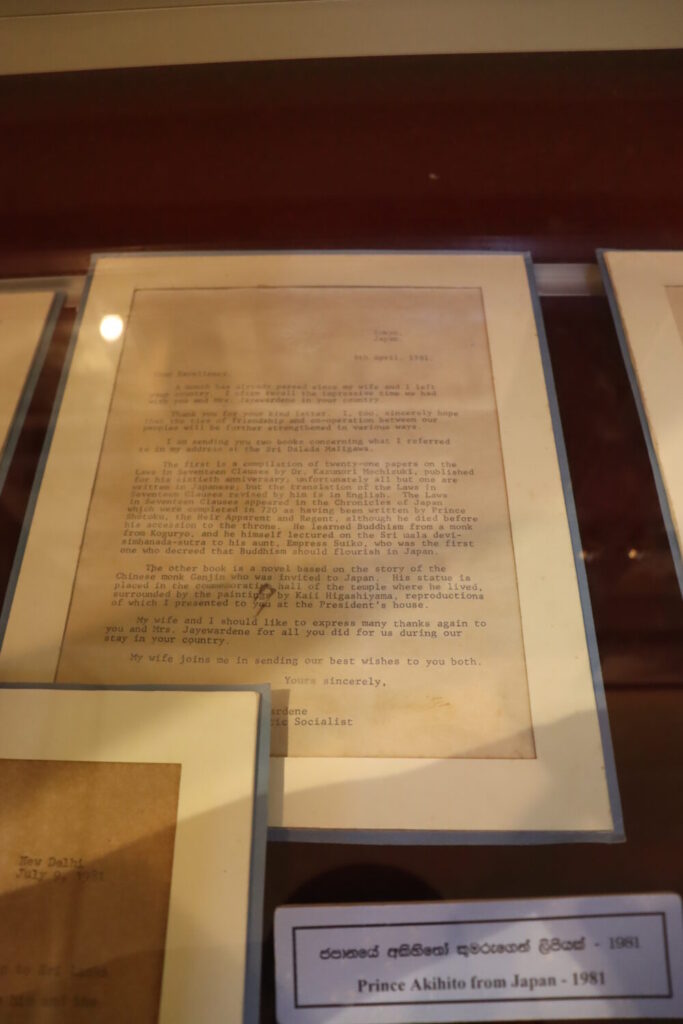 Tokyo,
Japan.
8th April, 1981.
Your Excellency,
A month has already passed since my wife and I left
your country. I often recall the impressive time we had
with you and Mrs. Jayewardene in your country.
Thank you for your kind letter. I, too, sincerely hope
that the ties of friendship and co-operation between our
peoples will be further strengthened in various ways.
I am sending you two books concerning what I referred
to in my address at the Sri Dalada Maligawa.
The first is a compilation of twenty-one papers on the
Laws in Seventeen Clauses by Dr. Kazunori Mochizuki, published
for his sixtieth anniversary; unfortunately all but one are
written in Japanese, but the translation of the Laws in
Seventeen Clauses revised by him is in English. The Laws
in Seventeen Clauses appeared in the Chronicles of Japan
which were completed in 720 as having been written by Prince
Shotoku, the Heir Apparent and Regent, although he died before
his accession to the throne. He learned Buddhism from a monk
from Koguryo, and he himself lectured on the Sri mala devi-
simhanada-sutra to his aunt, Empress Suiko, who was the first
one who decreed that Buddhism should flourish in Japan.
The other book is a novel based on the story of the
Chinese monk Ganjin who was invited to Japan. His statue is
placed in the commemorative hall of the temple where he lived,
surrounded by the paintings by Kaii Higashiyama, reproductions
of which I presented to you at the President's house.
My wife and I should like to express many thanks again to
you and Mrs. Jayewardene for all you did for us during our
stay in your country.
My wife joins me in sending our best wishes to you both.
Yours sincerely,
ardene
ic Socialist
New Delhi
July 9, 1981
to Sri Lanka
him and the
ජපානයේ අකිහිතෝ කුමරුගෙන් ලිපියක් - 1981
Prince Akihito from Japan - 1981